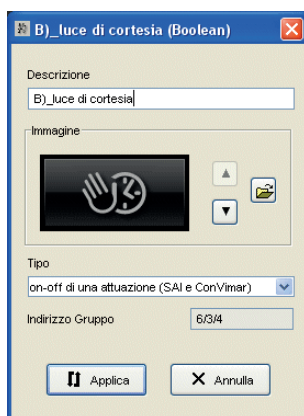 B)_luce di cortesia (Boolean)
Descrizione
B)_luce di cortesia
Immagine
Tipo
on-off di una attuazione (SAI e ConVimar)
Indirizzo Gruppo 6/3/4
Applica Annulla